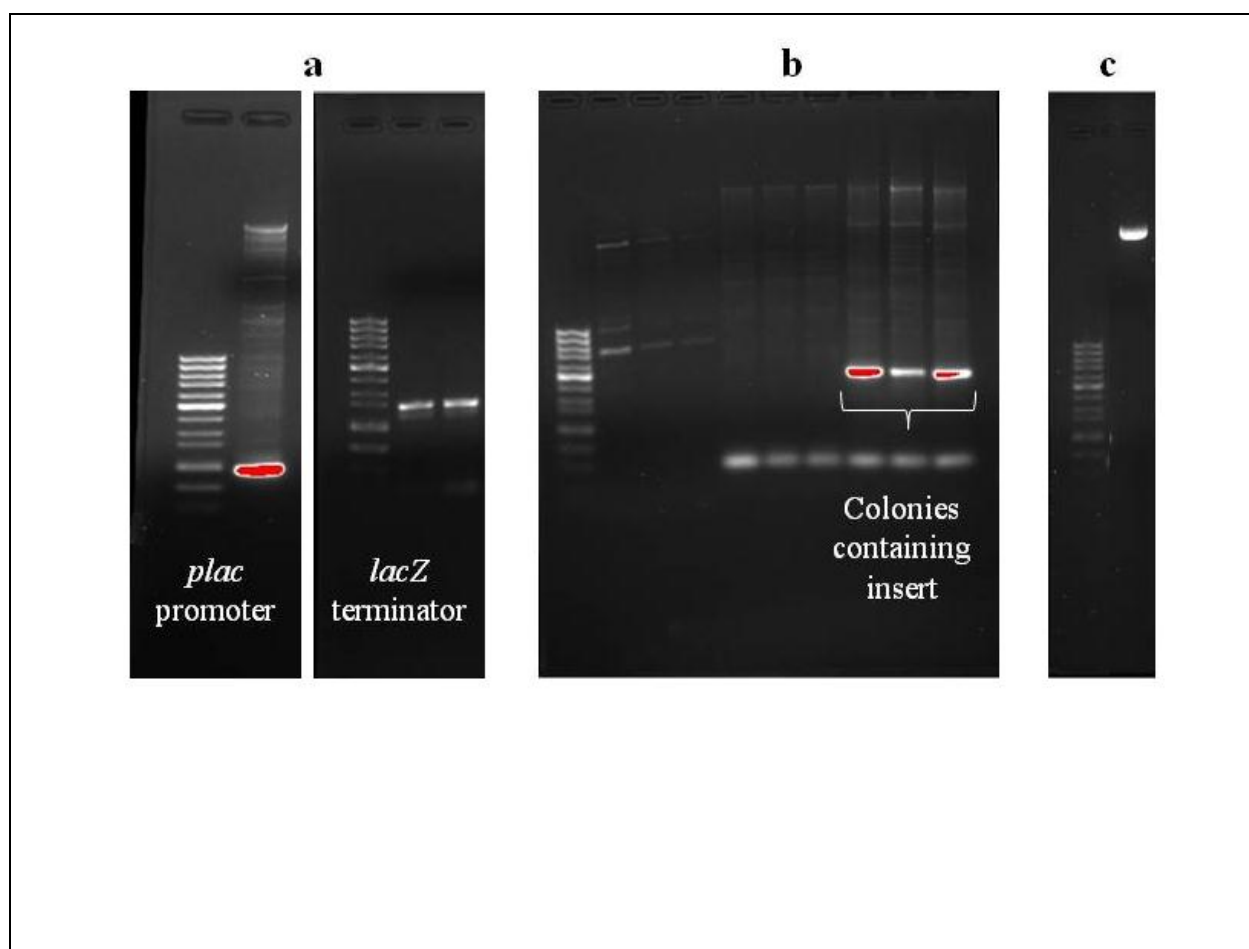 a
b
c
plac
promoter
lacZ
terminator
Colonies
containing
insert